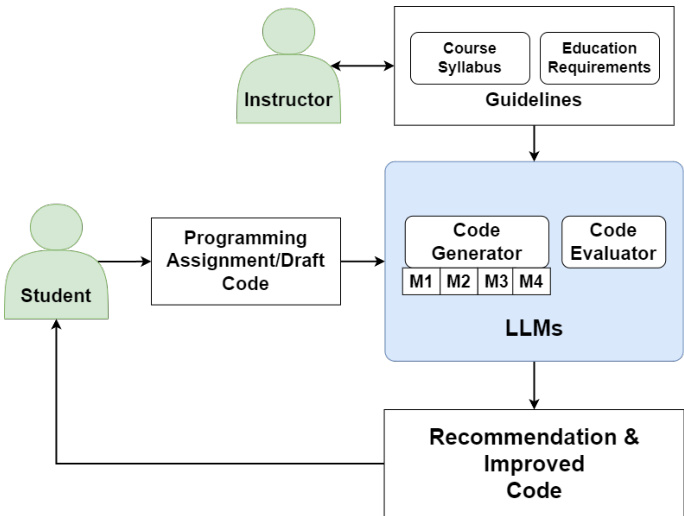 Instructor
Course
Syllabus
Education
Requirements
Guidelines
Student
Programming
Assignment/Draft
Code
Code
Generator
M1 M2 M3 M4
Code
Evaluator
LLMs
Recommendation &
Improved
Code